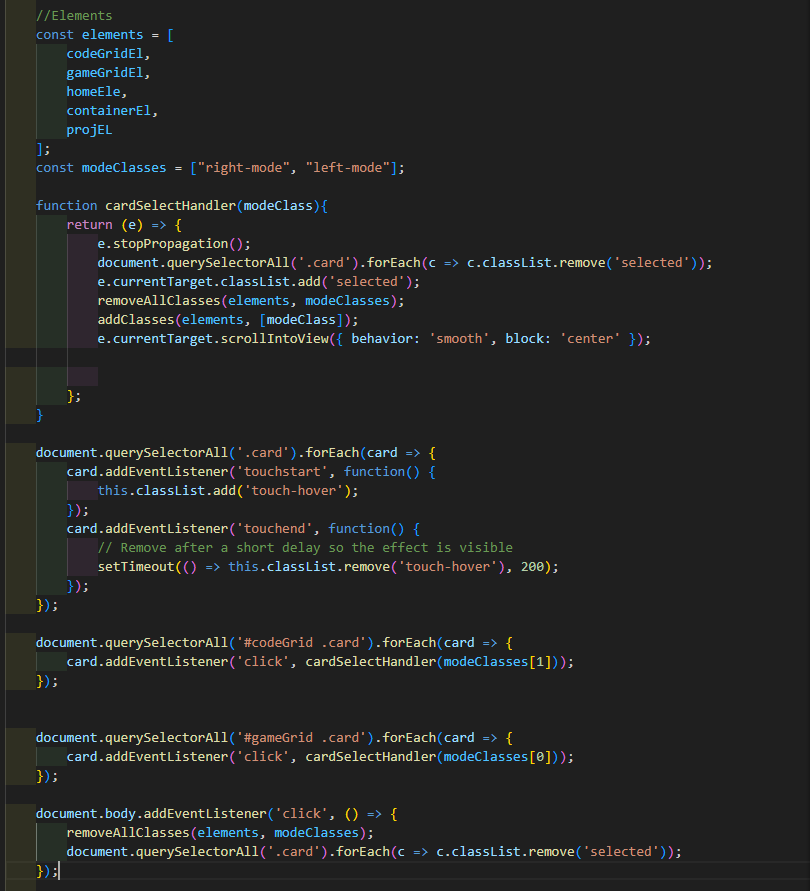 //Elements
const elements = [
    codeGridEl,
    gameGridEl,
    homeEle,
    containerEl,
    projEL
];
const modeClasses = ["right-mode", "left-mode"];
function cardSelectHandler(modeClass){
    return (e) => {
        e.stopPropagation();
        document.querySelectorAll('.card').forEach(c => c.classList.remove('selected'));
        e.currentTarget.classList.add('selected');
        removeAllClasses(elements, modeClasses);
        addClasses(elements, [modeClass]);
        e.currentTarget.scrollIntoView({ behavior: 'smooth', block: 'center' });
    };
}
document.querySelectorAll('.card').forEach(card => {
    card.addEventListener('touchstart', function() {
        this.classList.add('touch-hover');
    });
    card.addEventListener('touchend', function() {
        // Remove after a short delay so the effect is visible
        setTimeout(() => this.classList.remove('touch-hover'), 200);
    });
});
document.querySelectorAll('#codeGrid .card').forEach(card => {
    card.addEventListener('click', cardSelectHandler(modeClasses[1]));
});
document.querySelectorAll('#gameGrid .card').forEach(card => {
    card.addEventListener('click', cardSelectHandler(modeClasses[0]));
});
document.body.addEventListener('click', () => {
    removeAllClasses(elements, modeClasses);
    document.querySelectorAll('.card').forEach(c => c.classList.remove('selected'));
});